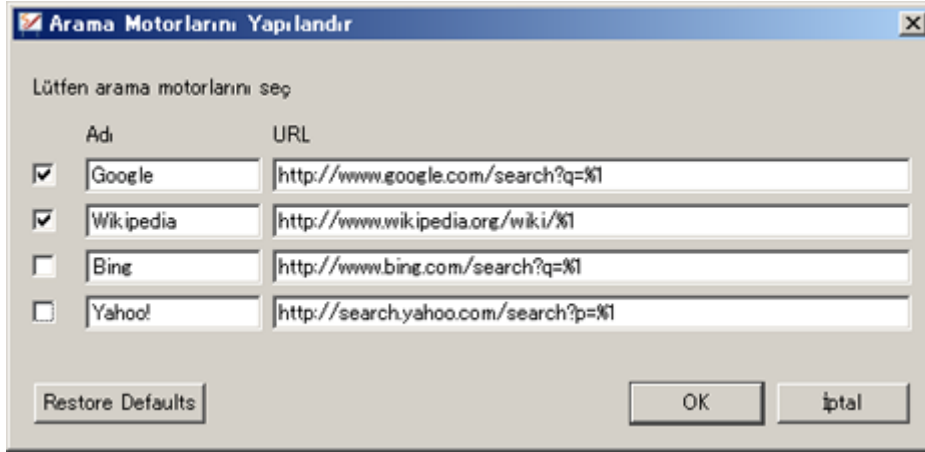 Arama Motorlarını Yapılandır
Lütfen arama motorlarını seç
Adı URL
Google http://www.google.com/search?q=%1
Wikipedia http://www.wikipedia.org/wiki/%1
Bing http://www.bing.com/search?q=%1
Yahoo! http://search.yahoo.com/search?p=%1
Restore Defaults OK İptal